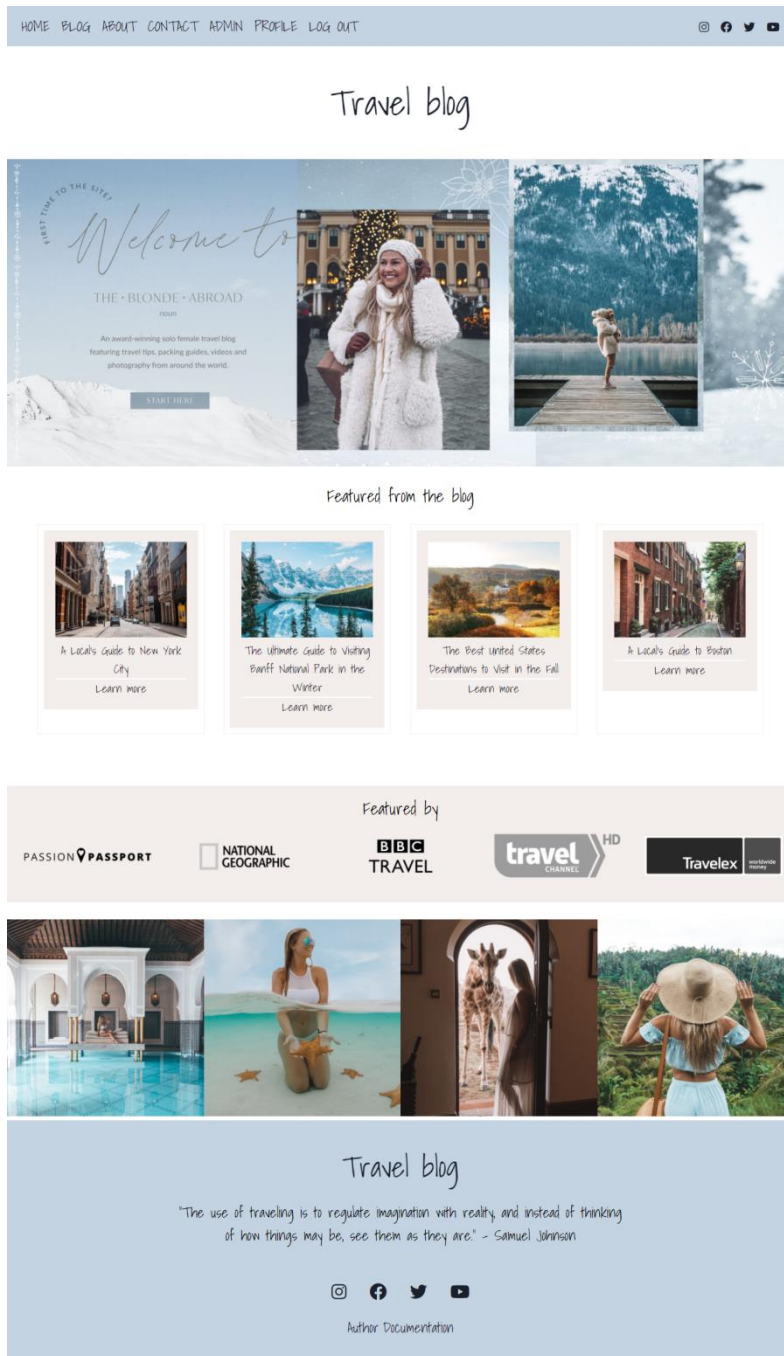 HOME BLOG ABOUT CONTACT ADMIN PROFILE LOG OUT
Travel blog
FIRST TIME TO THE SITE?
Welcome to
THE • BLONDE • ABROAD
noun
An award-winning solo female travel blog
featuring travel tips, packing guides, videos and
photography from around the world.
START HERE
Featured from the blog
A Local's Guide to New York
City
Learn more
The Ultimate Guide to Visiting
Banff National Park in the
Winter
Learn more
The Best United States
Destinations to Visit in the Fall
Learn more
A Local's Guide to Boston
Learn more
Featured by
PASSION PASSPORT
NATIONAL
GEOGRAPHIC
BBC
TRAVEL
travel HD
CHANNEL
Travelex worldwide
money
Travel blog
"The use of traveling is to regulate imagination with reality, and instead of thinking
of how things may be, see them as they are." - Samuel Johnson
Author Documentation